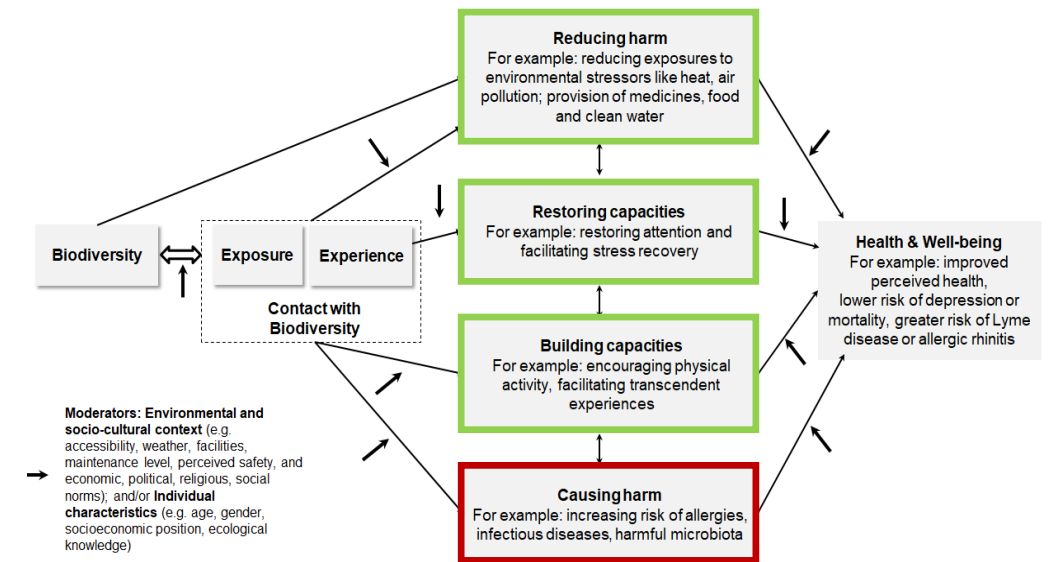 Reducing harm
For example: reducing exposures to
environmental stressors like heat, air
pollution; provision of medicines, food
and clean water
Biodiversity
Exposure
Experience
Contact with
Biodiversity
Restoring capacities
For example: restoring attention and
facilitating stress recovery
Building capacities
For example: encouraging physical
activity, facilitating transcendent
experiences
Causing harm
For example: increasing risk of allergies,
infectious diseases, harmful microbiota
Health & Well-being
For example: improved
perceived health,
lower risk of depression or
mortality, greater risk of Lyme
disease or allergic rhinitis
Moderators: Environmental and
socio-cultural context (e.g.
accessibility, weather, facilities,
maintenance level, perceived safety, and
economic, political, religious, social
norms); and/or Individual
characteristics (e.g. age, gender,
socioeconomic position, ecological
knowledge)